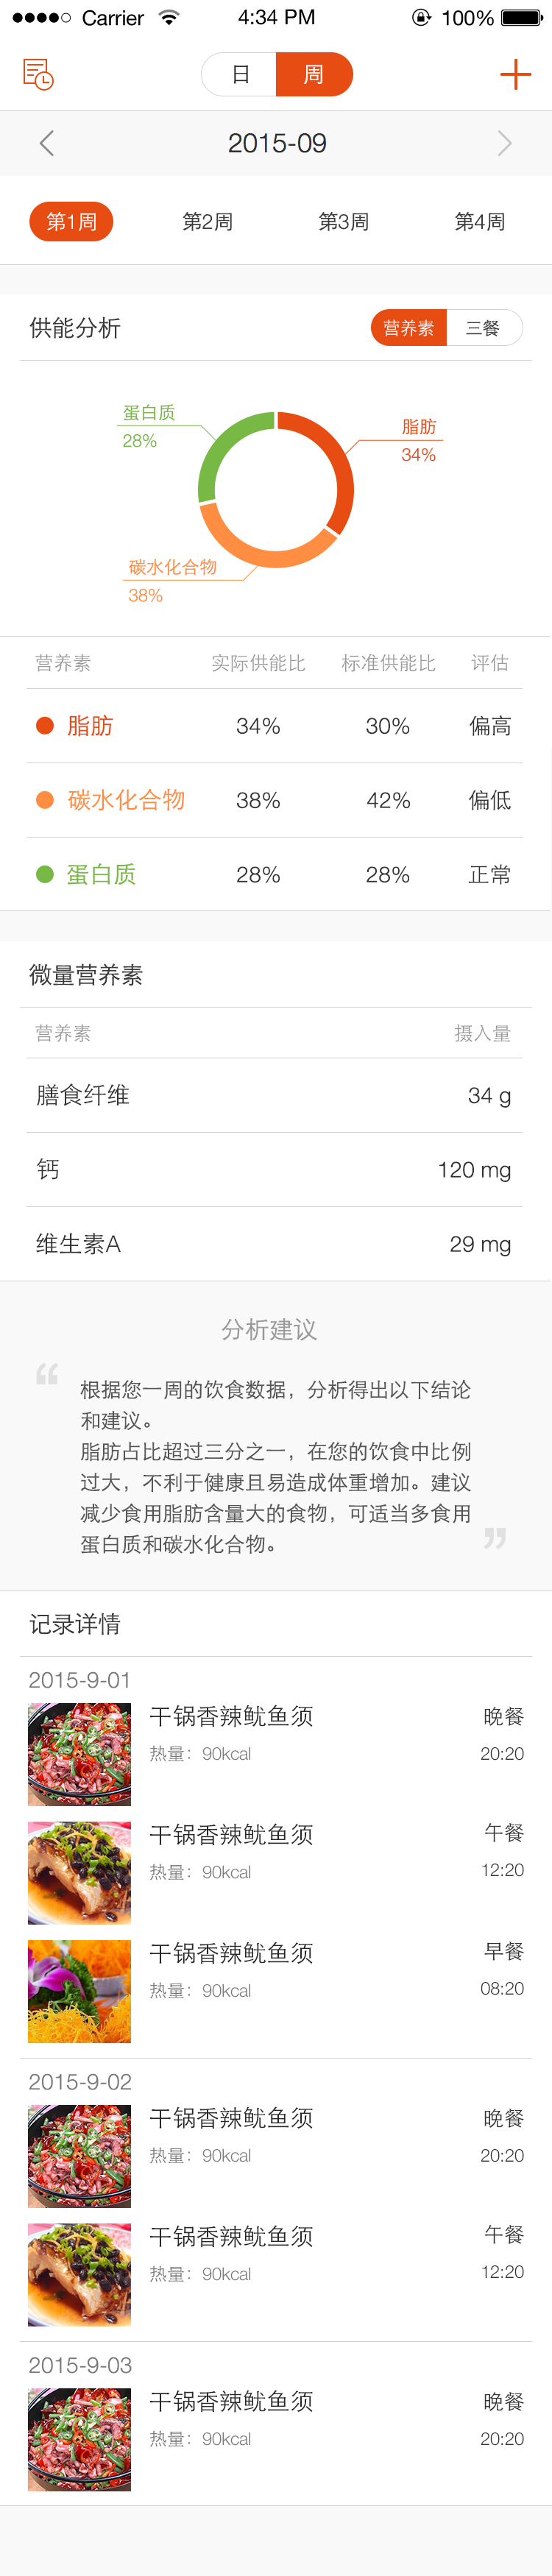 Carrier 4:34 PM 100%
日 周
2015-09
第1周 第2周 第3周 第4周
供能分析 营养素 三餐
蛋白质
28%
脂肪
34%
碳水化合物
38%
营养素 实际供能比 标准供能比 评估
脂肪 34% 30% 偏高
碳水化合物 38% 42% 偏低
蛋白质 28% 28% 正常
微量营养素
营养素 摄入量
膳食纤维 34 g
钙 120 mg
维生素A 29 mg
分析建议
“
根据您一周的饮食数据，分析得出以下结论
和建议。
脂肪占比超过三分之一，在您的饮食中比例
过大，不利于健康且易造成体重增加。建议
减少食用脂肪含量大的食物，可适当多食用
蛋白质和碳水化合物。
”
记录详情
2015-9-01
干锅香辣鱿鱼须 晚餐
热量：90kcal 20:20
干锅香辣鱿鱼须 午餐
热量：90kcal 12:20
干锅香辣鱿鱼须 早餐
热量：90kcal 08:20
2015-9-02
干锅香辣鱿鱼须 晚餐
热量：90kcal 20:20
干锅香辣鱿鱼须 午餐
热量：90kcal 12:20
2015-9-03
干锅香辣鱿鱼须 晚餐
热量：90kcal 20:20